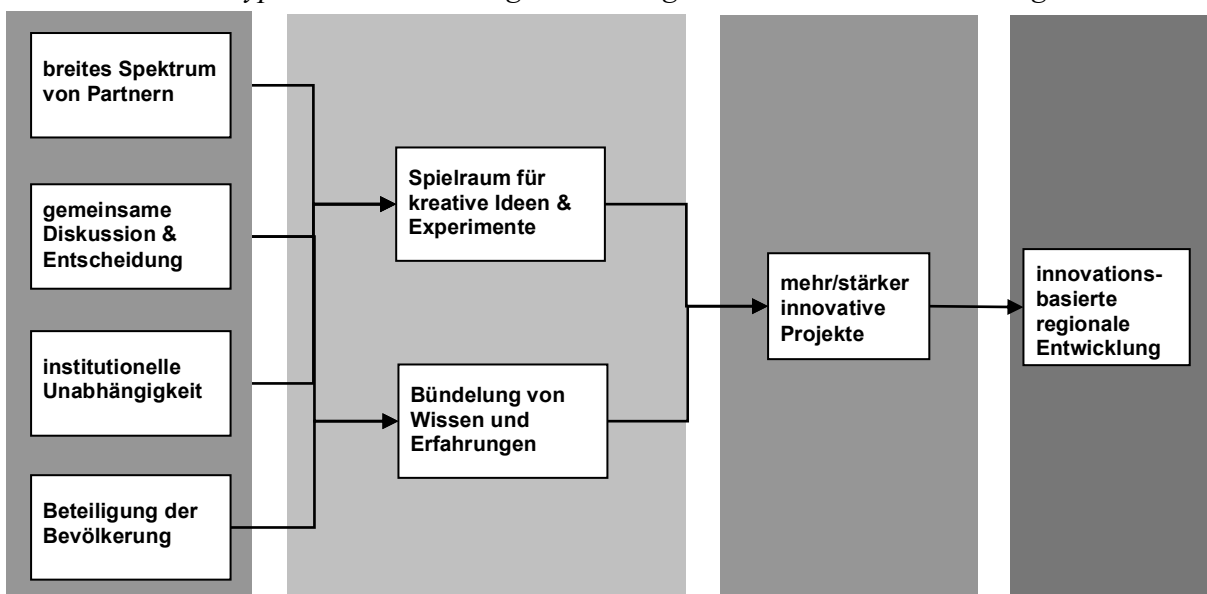 breites Spektrum
von Partnern
gemeinsame
Diskussion &
Entscheidung
institutionelle
Unabhängigkeit
Beteiligung der
Bevölkerung
Spielraum für
kreative Ideen &
Experimente
Bündelung von
Wissen und
Erfahrungen
mehr/stärker
innovative
Projekte
innovations-
basierte
regionale
Entwicklung